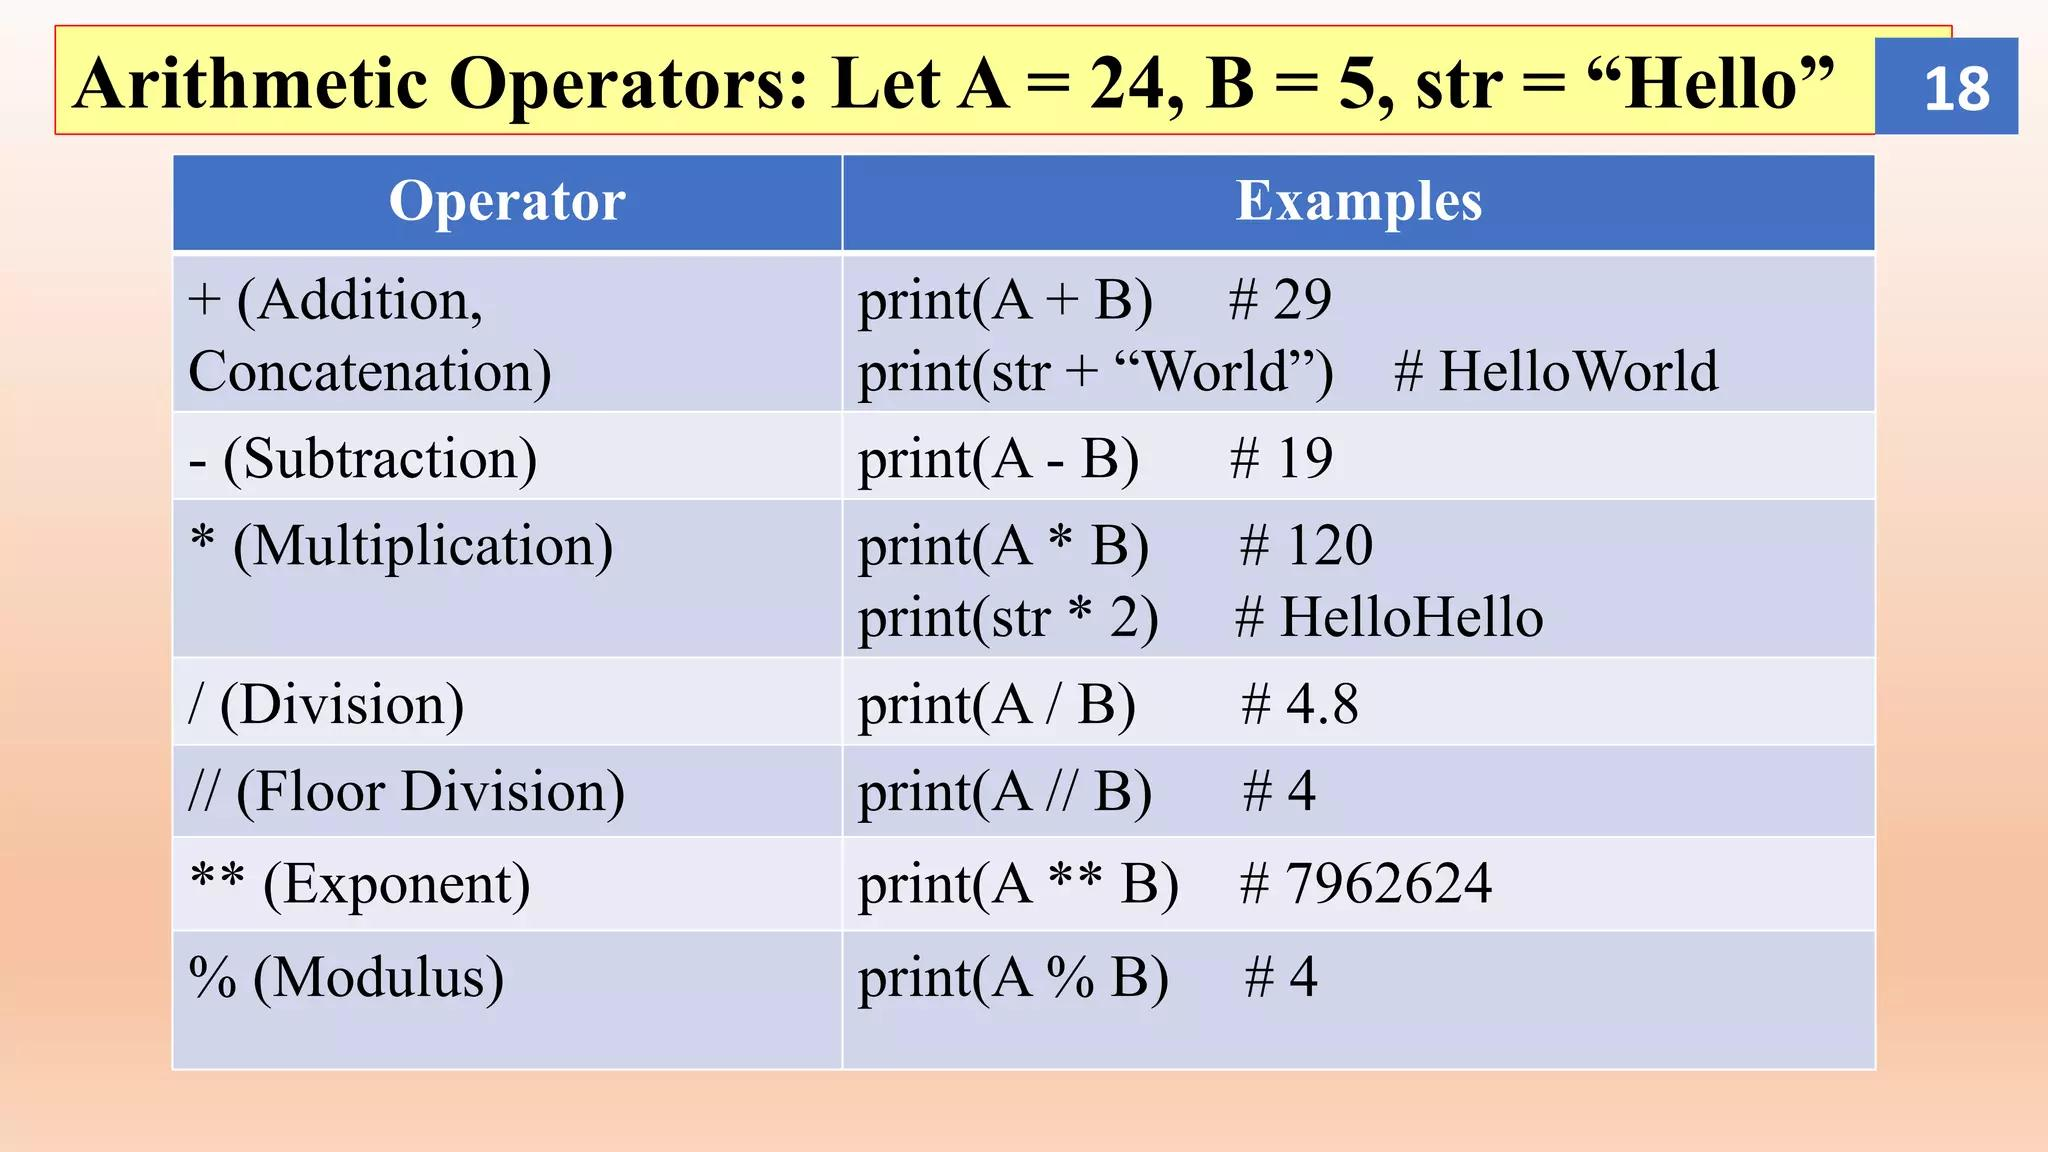 Arithmetic Operators: Let A = 24, B = 5, str = “Hello”
18
Operator
Examples
+ (Addition,
Concatenation)
print(A + B) # 29
print(str + “World”) # HelloWorld
- (Subtraction)
print(A - B) # 19
* (Multiplication)
print(A * B) # 120
print(str * 2) # HelloHello
/ (Division)
print(A / B) # 4.8
// (Floor Division)
print(A // B) # 4
** (Exponent)
print(A ** B) # 7962624
% (Modulus)
print(A % B) # 4